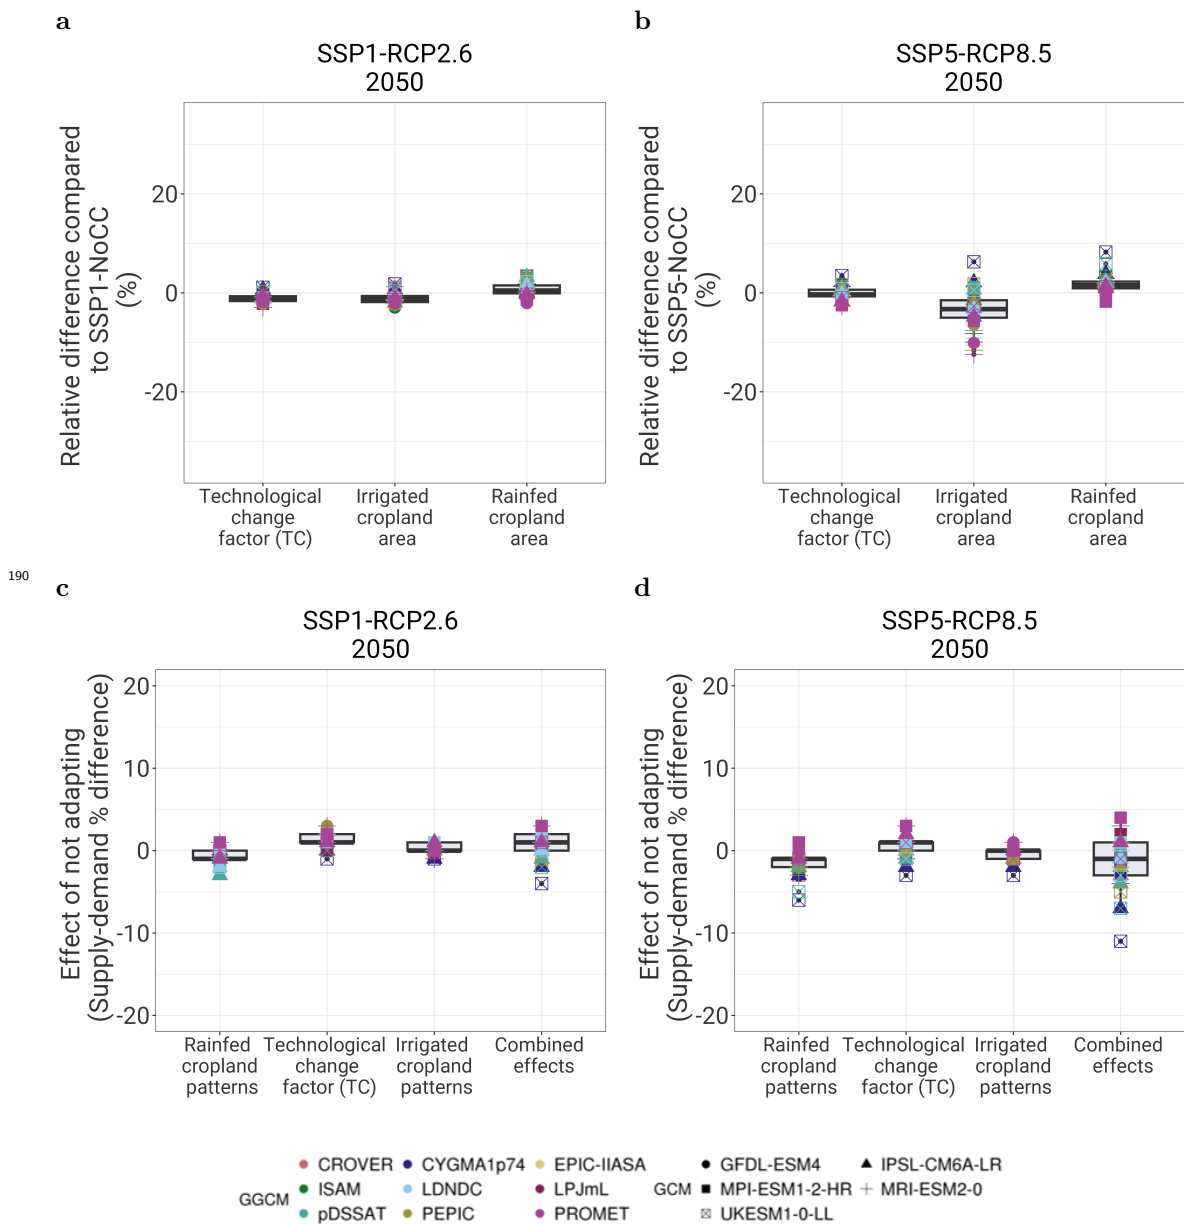 a
SSP1-RCP2.6
2050
Relative difference compared
to SSP1-NoCC
(%)
20
0
-20
Technological
change
factor (TC)
Irrigated
cropland
area
Rainfed
cropland
area
b
SSP5-RCP8.5
2050
Relative difference compared
to SSP5-NoCC
(%)
20
0
-20
Technological
change
factor (TC)
Irrigated
cropland
area
Rainfed
cropland
area
190
c
SSP1-RCP2.6
2050
Effect of not adapting
(Supply-demand % difference)
20
10
0
-10
-20
Rainfed
cropland
patterns
Technological
change
factor (TC)
Irrigated
cropland
patterns
Combined
effects
d
SSP5-RCP8.5
2050
Effect of not adapting
(Supply-demand % difference)
20
10
0
-10
-20
Rainfed
cropland
patterns
Technological
change
factor (TC)
Irrigated
cropland
patterns
Combined
effects
GGCM
CROVER
ISAM
pDSSAT
CYGMA1p74
LDNDC
PEPIC
EPIC-IIASA
LPJmL
PROMET
GCM
GFDL-ESM4
MPI-ESM1-2-HR
UKESM1-0-LL
IPSL-CM6A-LR
MRI-ESM2-0